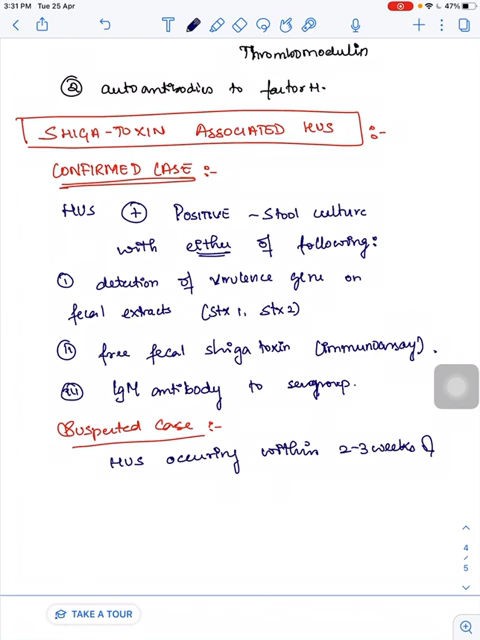 3:31 PM Tue 25 Apr
47%
Thrombomodulin
② autoantibodies to factor H.
SHIGA-TOXIN ASSOCIATED HUS :-
CONFIRMED CASE :-
HUS + POSITIVE - Stool culture
with either of following:
① detection of virulence gene on
fecal extracts (Stx 1, Stx 2)
ⓘⓘ free fecal shiga toxin (immunoassay).
ⓘⓘⓘ IgM antibody to serogroup.
Suspected Case :-
HUS occuring within 2-3 weeks of
4
/
5
TAKE A TOUR